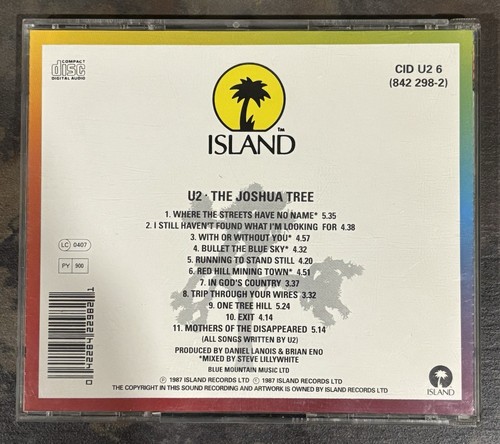 COMPACT
disc
DIGITAL AUDIO
CID U2 6
(842 298-2)
TM
ISLAND
U2 · THE JOSHUA TREE
1. WHERE THE STREETS HAVE NO NAME* 5.35
2. I STILL HAVEN'T FOUND WHAT I'M LOOKING FOR 4.38
3. WITH OR WITHOUT YOU* 4.57
4. BULLET THE BLUE SKY* 4.32
5. RUNNING TO STAND STILL 4.20
6. RED HILL MINING TOWN* 4.51
7. IN GOD'S COUNTRY 3.37
8. TRIP THROUGH YOUR WIRES 3.32
9. ONE TREE HILL 5.24
10. EXIT 4.14
11. MOTHERS OF THE DISAPPEARED 5.14
(ALL SONGS WRITTEN BY U2)
PRODUCED BY DANIEL LANOIS & BRIAN ENO
*MIXED BY STEVE LILLYWHITE
BLUE MOUNTAIN MUSIC LTD
℗ 1987 ISLAND RECORDS LTD © 1987 ISLAND RECORDS LTD
THE COPYRIGHT IN THIS SOUND RECORDING AND ARTWORK IS OWNED BY ISLAND RECORDS LTD
LC 0407
PY 900
0 42284 22982 1
ISLAND